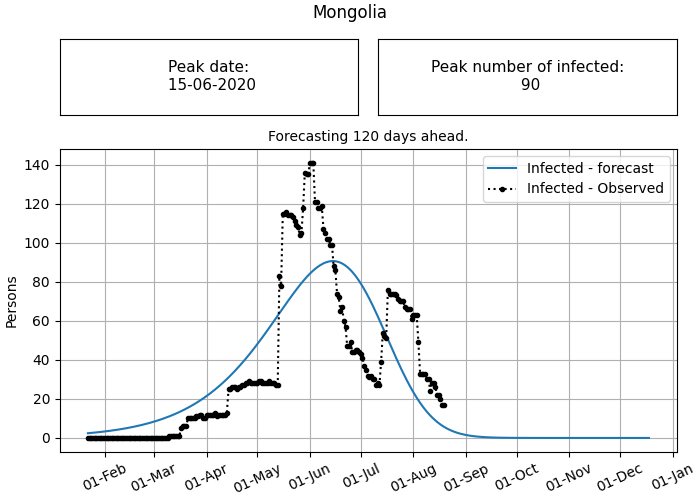 Mongolia
Peak date:
15-06-2020
Peak number of infected:
90
Forecasting 120 days ahead.
Infected - forecast
Infected - Observed
Persons
140
120
100
80
60
40
20
0
01-Feb
01-Mar
01-Apr
01-May
01-Jun
01-Jul
01-Aug
01-Sep
01-Oct
01-Nov
01-Dec
01-Jan